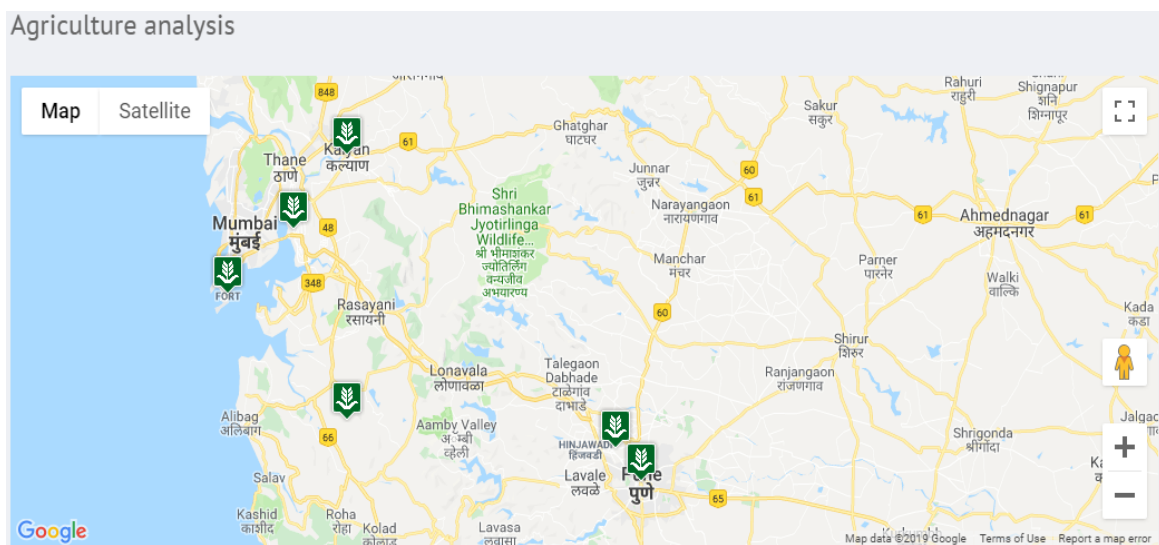 Agriculture analysis
Map
Satellite
848
Kalyan
कल्याण
61
Thane
ठाणे
Mumbai
मुंबई
48
FORT
348
Rasayani
रसायनी
Shri
Bhimashankar
Jyotirlinga
Wildlife...
श्री भीमाशंकर
ज्योतिर्लिंग
वन्यजीव
अभयारण्य
Ghatghar
घाटघर
Junnar
जुन्नर
60
61
Narayangaon
नारायणगाव
Manchar
मंचर
60
Sakur
सकुर
Rahuri
राहुरी
Shignapur
शनि
शिंगणापूर
61
Ahmednagar
अहमदनगर
61
Parner
पारनेर
Walki
वाल्कि
Kada
कडा
Shirur
शिरुर
Ranjangaon
रांजणगाव
Lonavala
लोणावळा
Talegaon
Dabhade
टाळेगांव
दाभाडे
Alibag
अलिबाग
66
Aamby Valley
अॅम्बी
व्हेली
HINJAWADI
हिंजवडी
Lavale
लवळे
Pune
पुणे
65
Shrigonda
श्रीगोंदा
Salav
Kashid
काशीद
Roha
रोहा
Kolad
कोलाड
Lavasa
लवासा
Google
Map data ©2019 Google
Terms of Use
Report a map error